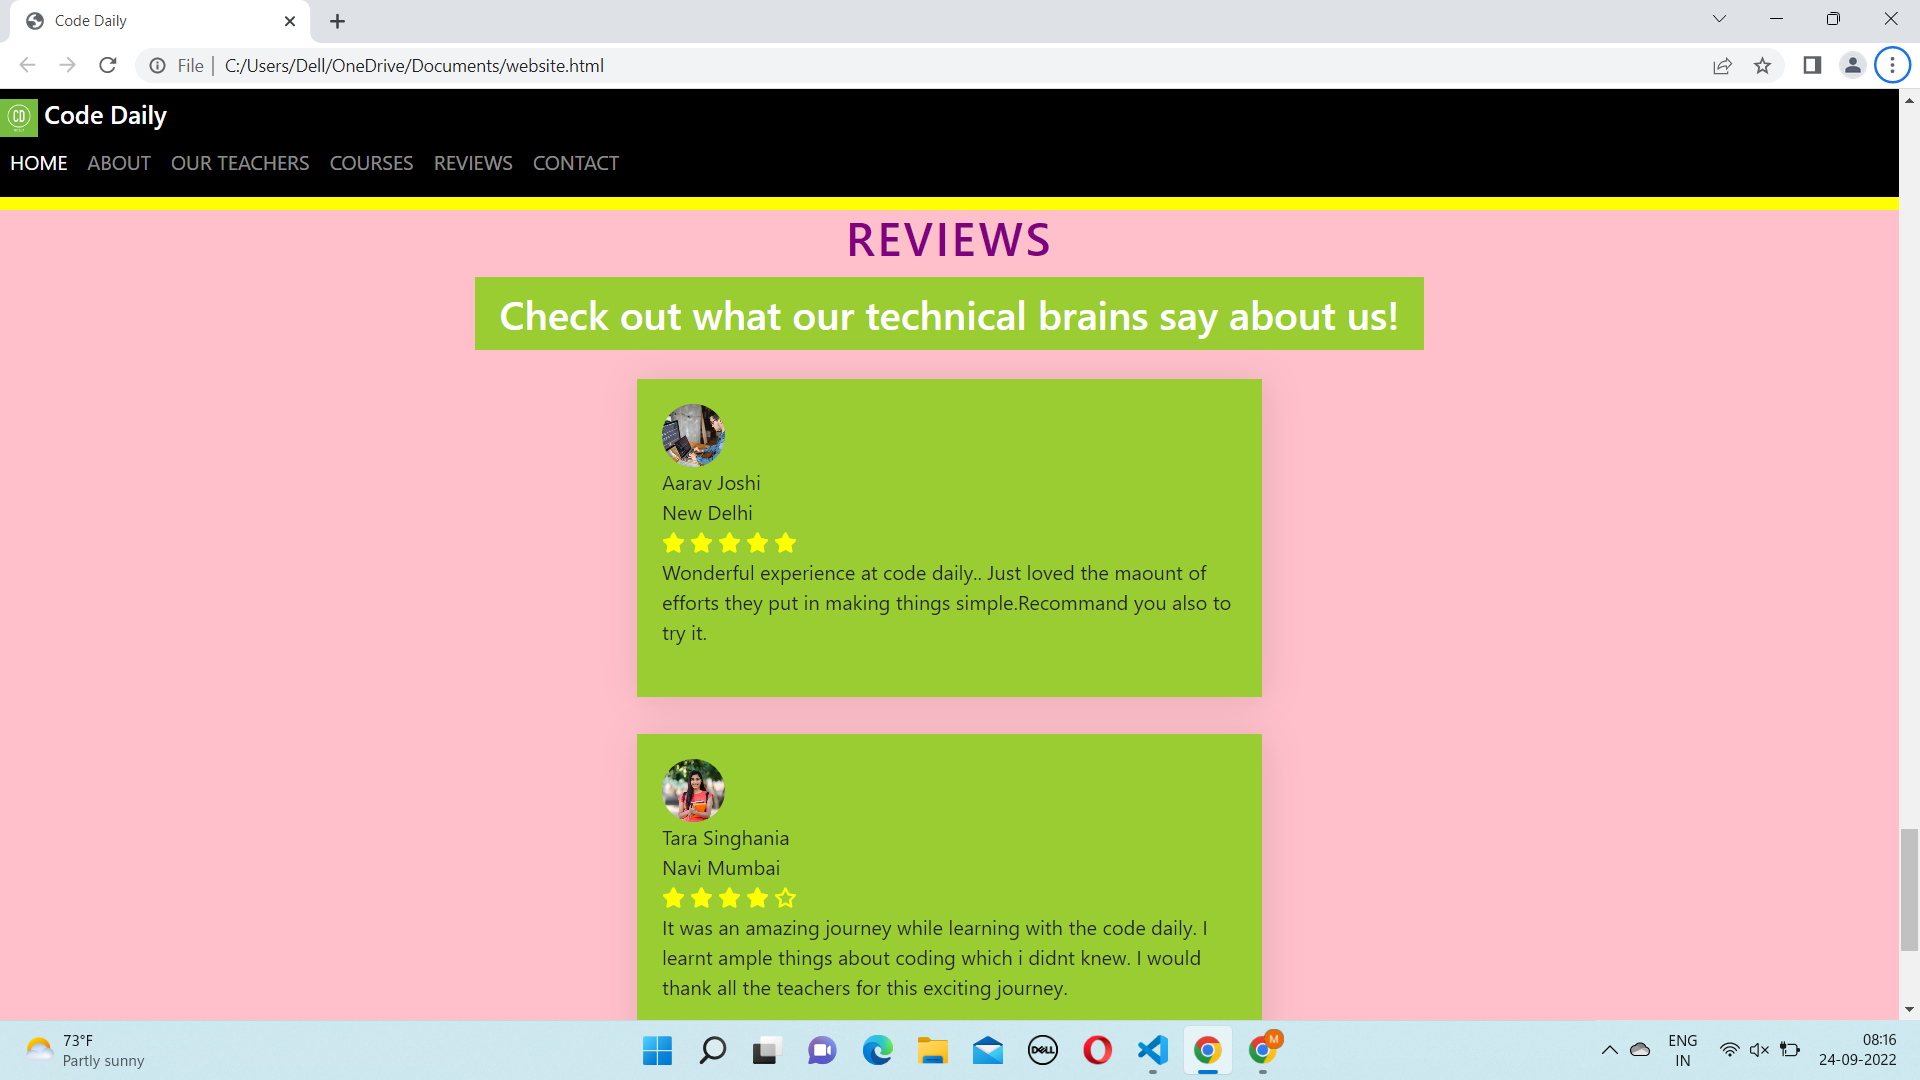 Code Daily
File
C:/Users/Dell/OneDrive/Documents/website.html
CD
Code Daily
HOME ABOUT OUR TEACHERS COURSES REVIEWS CONTACT
REVIEWS
Check out what our technical brains say about us!
Aarav Joshi
New Delhi
Wonderful experience at code daily.. Just loved the maount of
efforts they put in making things simple.Recommand you also to
try it.
Tara Singhania
Navi Mumbai
It was an amazing journey while learning with the code daily. I
learnt ample things about coding which i didnt knew. I would
thank all the teachers for this exciting journey.
73°F
Partly sunny
DELL
M
ENG
IN
08:16
24-09-2022